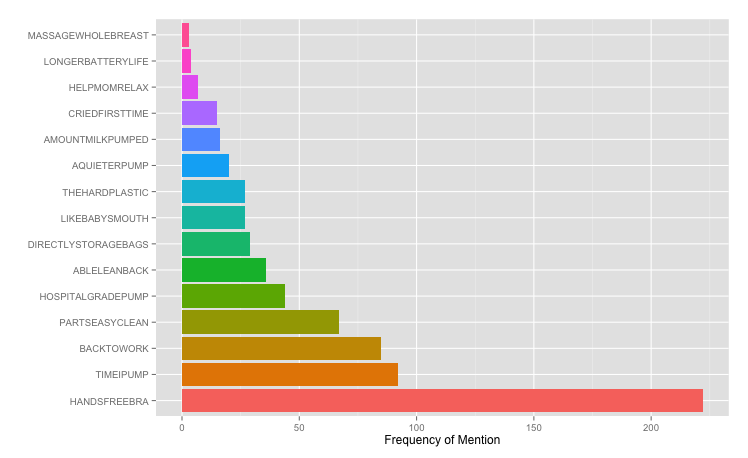 MASSAGEWHOLEBREAST
LONGERBATTERYLIFE
HELPMOMRELAX
CRIEDFIRSTTIME
AMOUNTMILKPUMPED
AQUIETERPUMP
THEHARDPLASTIC
LIKEBABYSMOUTH
DIRECTLYSTORAGEBAGS
ABLELEANBACK
HOSPITALGRADEPUMP
PARTSEASYCLEAN
BACKTOWORK
TIMEIPUMP
HANDSFREEBRA
0 50 100 150 200
Frequency of Mention